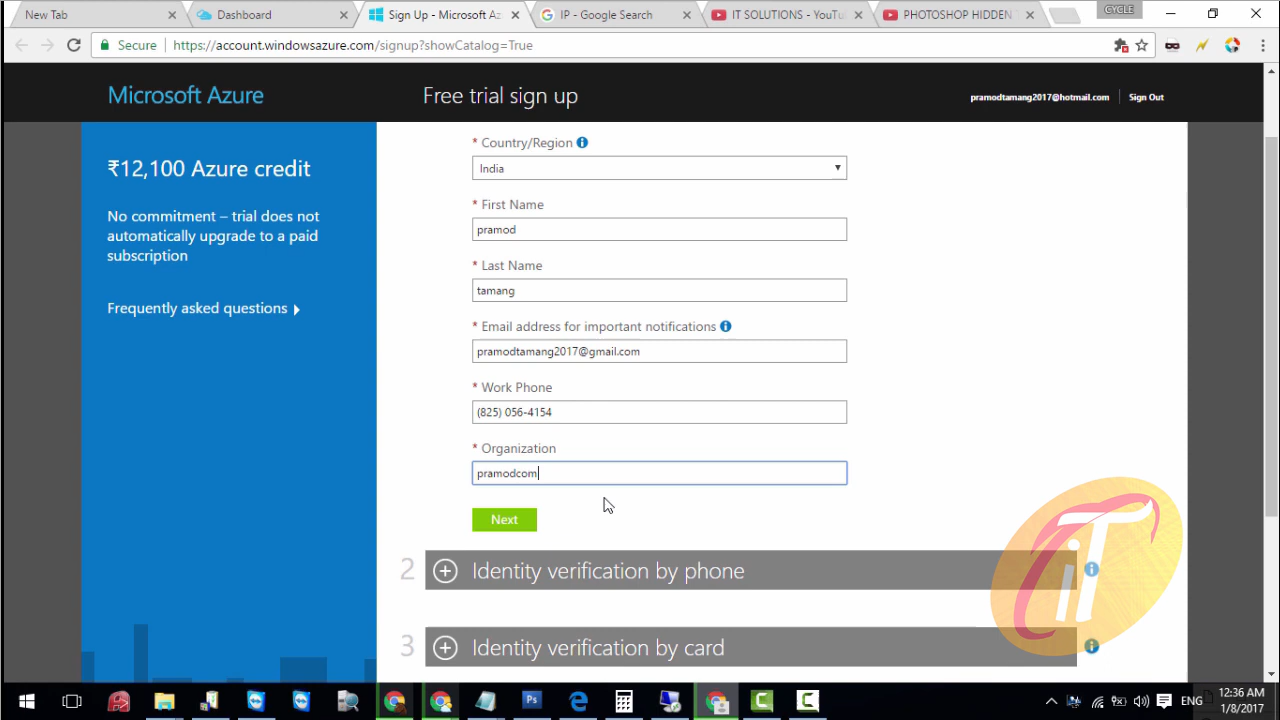 New Tab
Dashboard
Sign Up - Microsoft Az
IP - Google Search
IT SOLUTIONS - YouTu
PHOTOSHOP HIDDEN
CYCLE
Secure
https://account.windowsazure.com/signup?showCatalog=True
Microsoft Azure
Free trial sign up
pramodtamang2017@hotmail.com
Sign Out
₹12,100 Azure credit
No commitment – trial does not
automatically upgrade to a paid
subscription
Frequently asked questions
* Country/Region
India
* First Name
pramod
* Last Name
tamang
* Email address for important notifications
pramodtamang2017@gmail.com
* Work Phone
(825) 056-4154
* Organization
pramodcom
Next
2 Identity verification by phone
3 Identity verification by card
iT
Ps
ENG
12:36 AM
1/8/2017